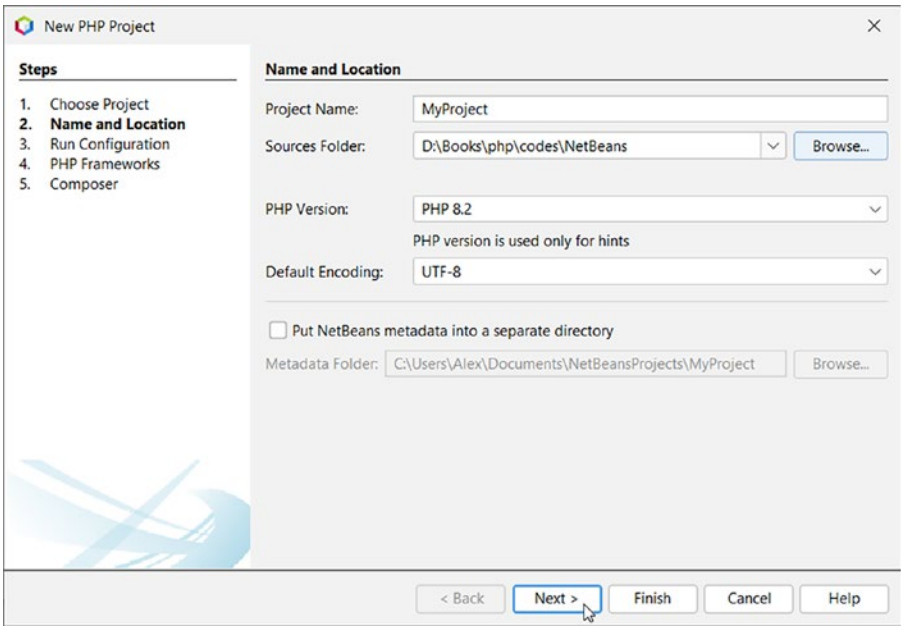 New PHP Project
Steps
1. Choose Project
2. Name and Location
3. Run Configuration
4. PHP Frameworks
5. Composer
Name and Location
Project Name: MyProject
Sources Folder: D:\Books\php\codes\NetBeans Browse...
PHP Version: PHP 8.2
PHP version is used only for hints
Default Encoding: UTF-8
Put NetBeans metadata into a separate directory
Metadata Folder: C:\Users\Alex\Documents\NetBeansProjects\MyProject Browse...
< Back Next > Finish Cancel Help